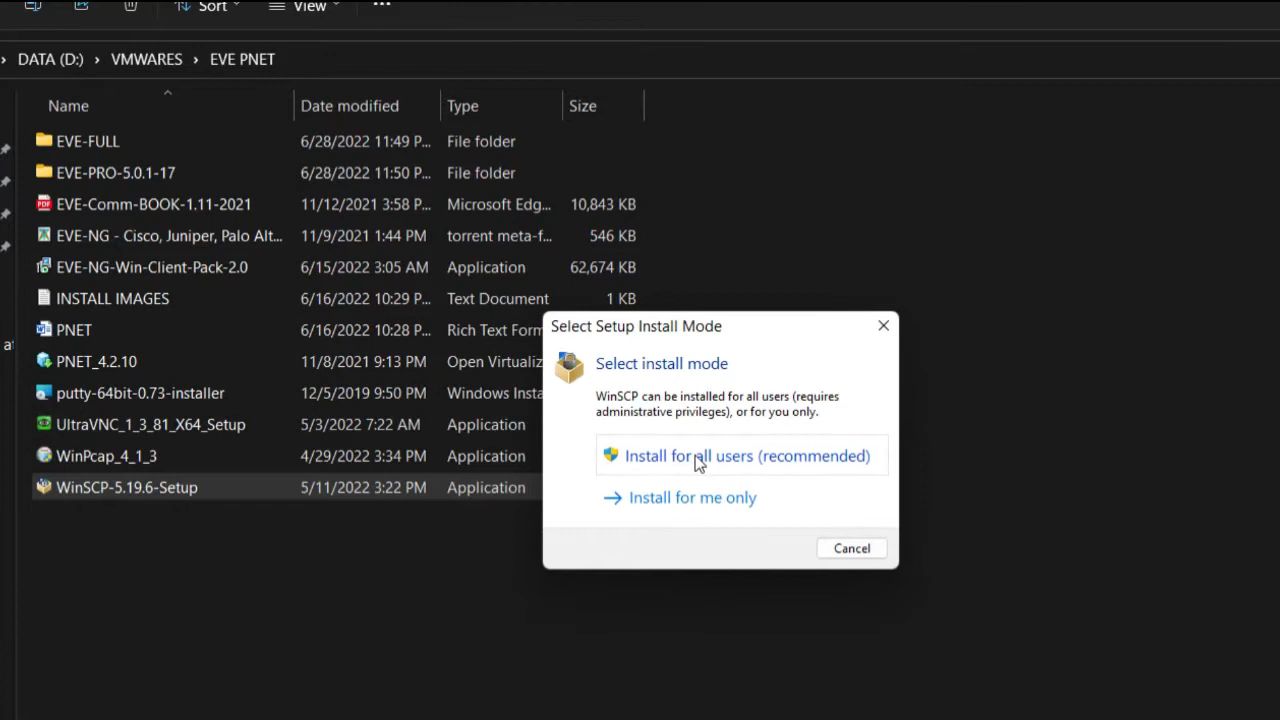 Sort
View
DATA (D:) › VMWARES › EVE PNET
Name Date modified Type Size
EVE-FULL 6/28/2022 11:49 P... File folder
EVE-PRO-5.0.1-17 6/28/2022 11:50 P... File folder
EVE-Comm-BOOK-1.11-2021 11/12/2021 3:58 P... Microsoft Edg... 10,843 KB
EVE-NG - Cisco, Juniper, Palo Alt... 11/9/2021 1:44 PM torrent meta-f... 546 KB
EVE-NG-Win-Client-Pack-2.0 6/15/2022 3:05 AM Application 62,674 KB
INSTALL IMAGES 6/16/2022 10:29 P... Text Document 1 KB
PNET 6/16/2022 10:28 P... Rich Text Form
PNET_4.2.10 11/8/2021 9:13 PM Open Virtualiz
putty-64bit-0.73-installer 12/5/2019 9:50 PM Windows Insta
UltraVNC_1_3_81_X64_Setup 5/3/2022 7:22 AM Application
WinPcap_4_1_3 4/29/2022 3:34 PM Application
WinSCP-5.19.6-Setup 5/11/2022 3:22 PM Application
Select Setup Install Mode
Select install mode
WinSCP can be installed for all users (requires
administrative privileges), or for you only.
Install for all users (recommended)
Install for me only
Cancel